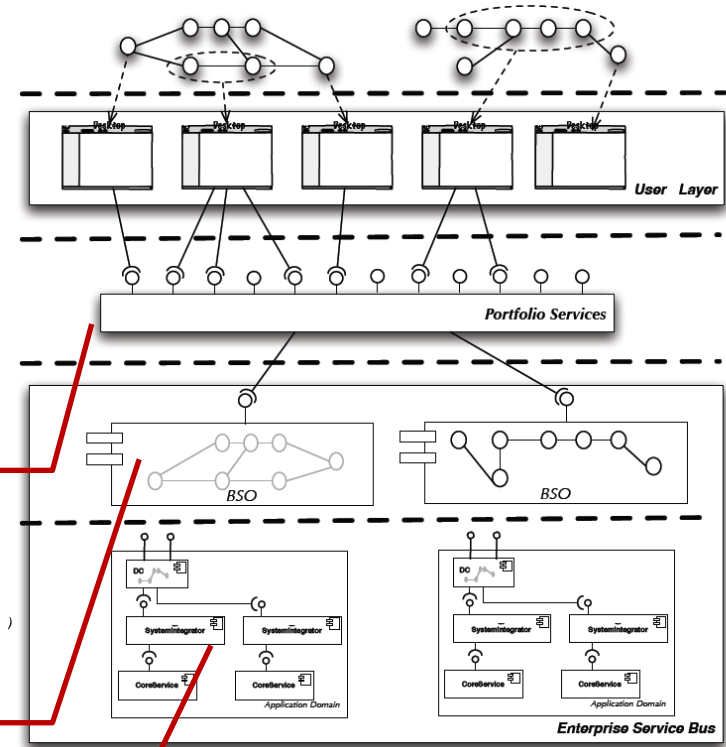 Desktop
Desktop
Desktop
Desktop
Desktop
User Layer
Portfolio Services
BSO
BSO
)
DC
DC
SystemIntegrator
SystemIntegrator
SystemIntegrator
SystemIntegrator
CoreService
CoreService
CoreService
CoreService
Application Domain
Application Domain
Enterprise Service Bus